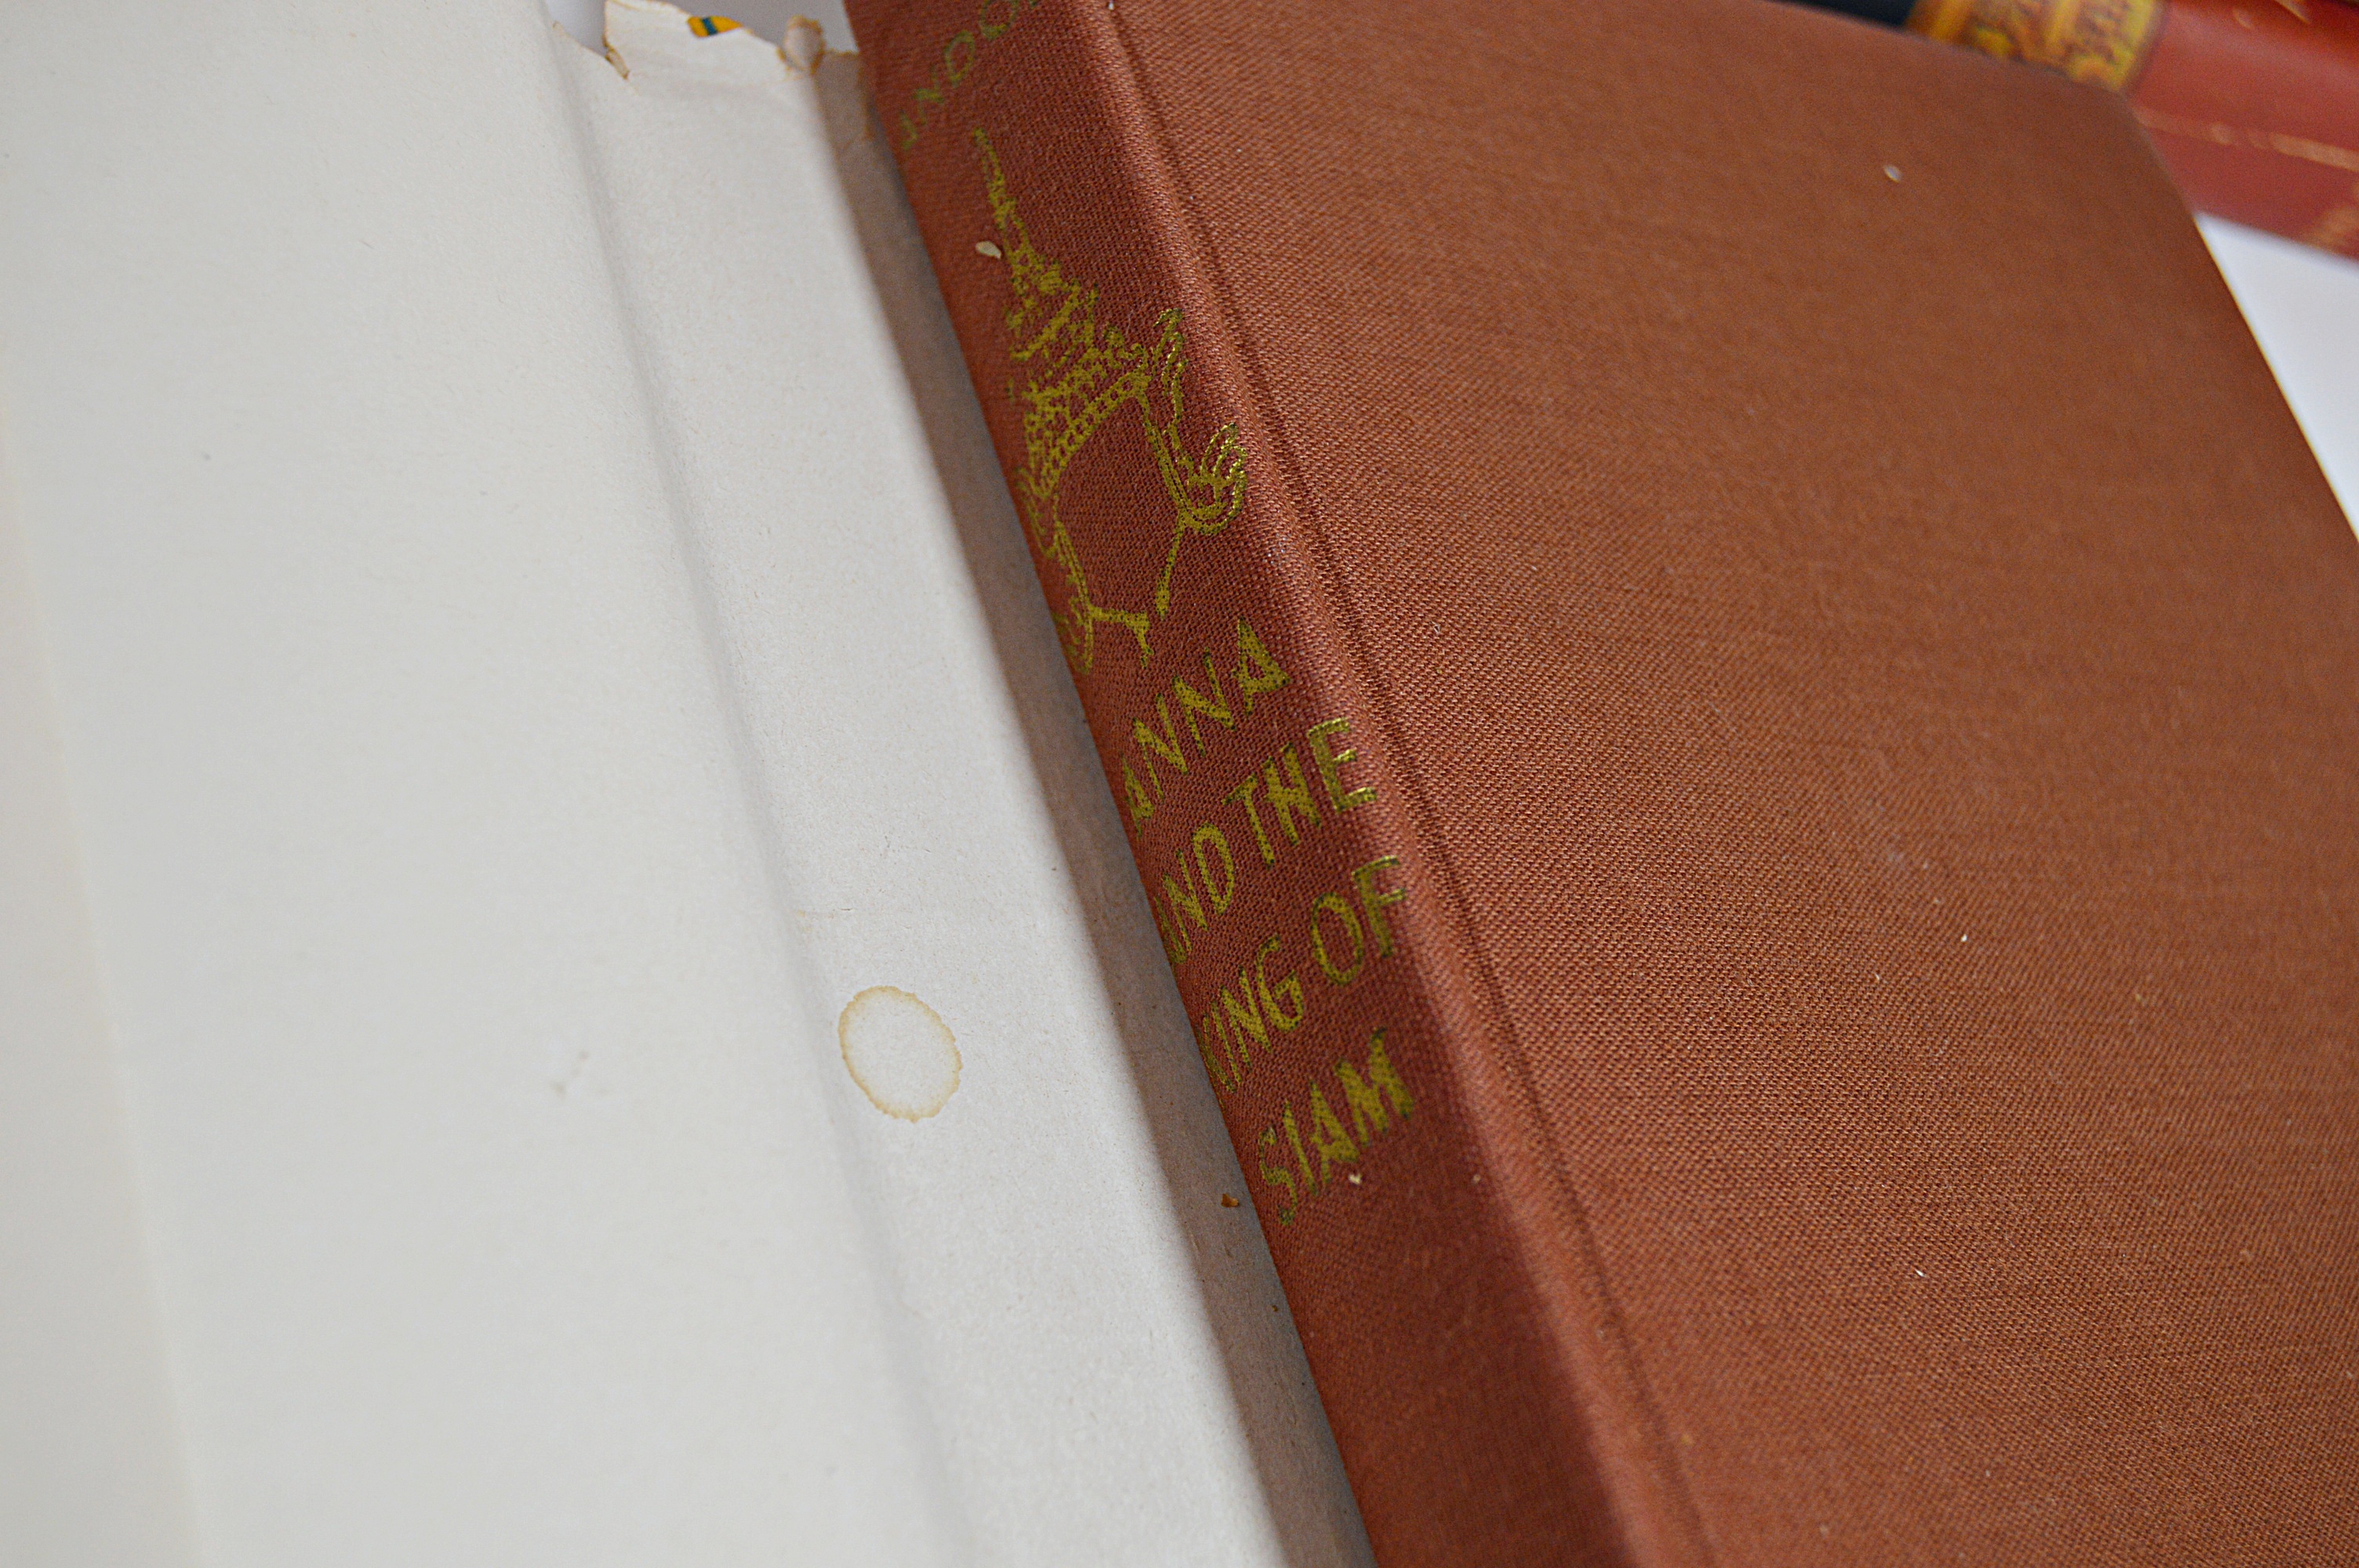 ANNA
AND THE
KING OF
SIAM